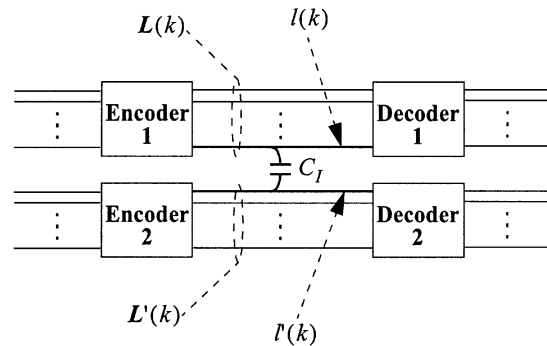 L(k)
l(k)
Encoder
1
Decoder
1
C_I
Encoder
2
Decoder
2
L'(k)
l'(k)